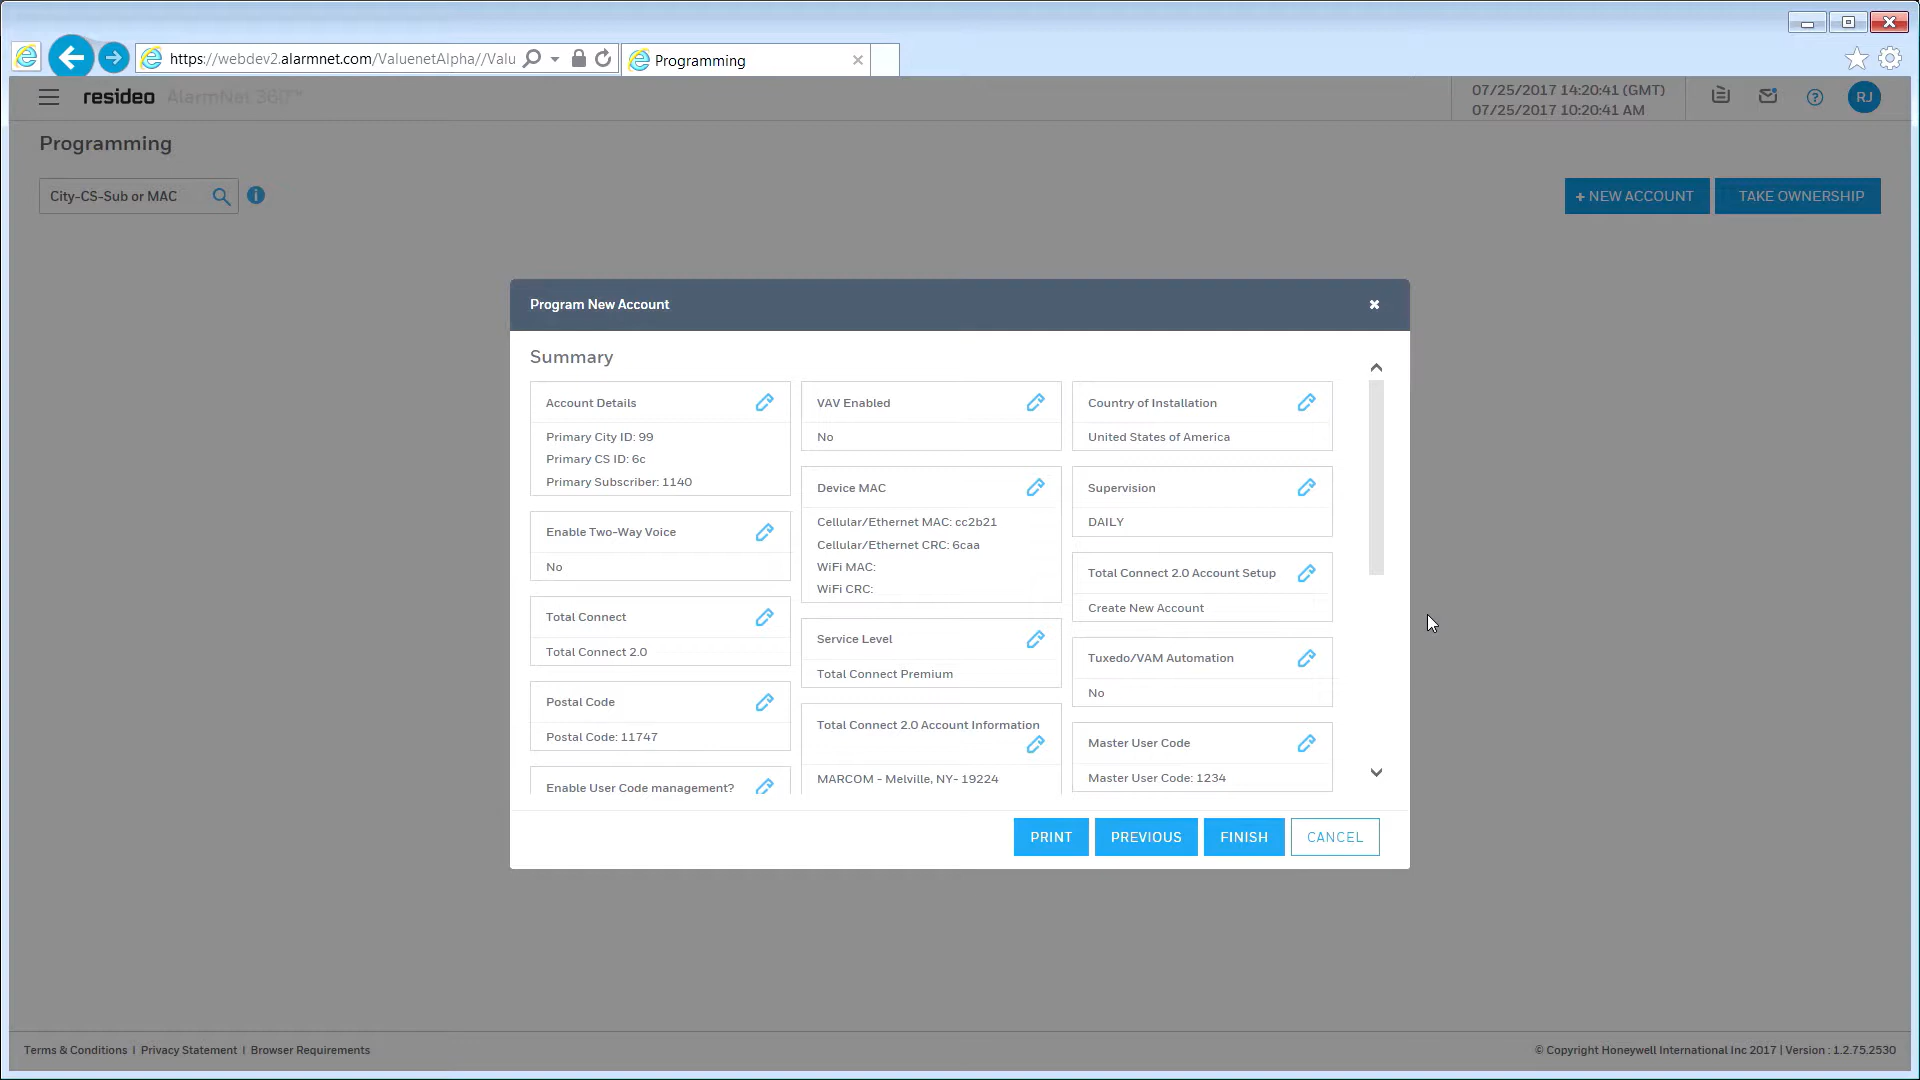 https://webdev2.alarmnet.com/ValuenetAlpha//Valu
Programming
resideo AlarmNet 360™
07/25/2017 14:20:41 (GMT)
07/25/2017 10:20:41 AM
RJ
Programming
City-CS-Sub or MAC
+ NEW ACCOUNT
TAKE OWNERSHIP
Program New Account
Summary
Account Details
Primary City ID: 99
Primary CS ID: 6c
Primary Subscriber: 1140
Enable Two-Way Voice
No
Total Connect
Total Connect 2.0
Postal Code
Postal Code: 11747
Enable User Code management?
VAV Enabled
No
Device MAC
Cellular/Ethernet MAC: cc2b21
Cellular/Ethernet CRC: 6caa
WiFi MAC:
WiFi CRC:
Service Level
Total Connect Premium
Total Connect 2.0 Account Information
MARCOM - Melville, NY- 19224
Country of Installation
United States of America
Supervision
DAILY
Total Connect 2.0 Account Setup
Create New Account
Tuxedo/VAM Automation
No
Master User Code
Master User Code: 1234
PRINT
PREVIOUS
FINISH
CANCEL
Terms & Conditions | Privacy Statement | Browser Requirements
© Copyright Honeywell International Inc 2017 | Version : 1.2.75.2530